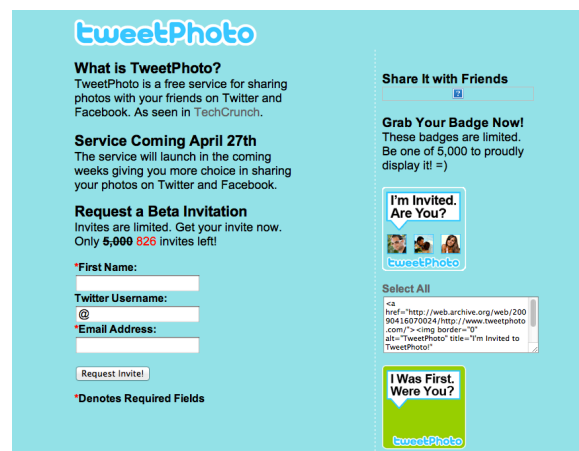 tweetPhoto
What is TweetPhoto?
TweetPhoto is a free service for sharing
photos with your friends on Twitter and
Facebook. As seen in TechCrunch.
Service Coming April 27th
The service will launch in the coming
weeks giving you more choice in sharing
your photos on Twitter and Facebook.
Request a Beta Invitation
Invites are limited. Get your invite now.
Only 5,000 826 invites left!
*First Name:
Twitter Username:
@
*Email Address:
Request Invite!
*Denotes Required Fields
Share It with Friends
?
Grab Your Badge Now!
These badges are limited.
Be one of 5,000 to proudly
display it! =)
I'm Invited.
Are You?
tweetPhoto
Select All
<a
href="http://web.archive.org/web/200
90416070024/http://www.tweetphoto
.com/"><img border="0"
alt="TweetPhoto" title="I'm Invited to
TweetPhoto!"
I Was First.
Were You?
tweetPhoto